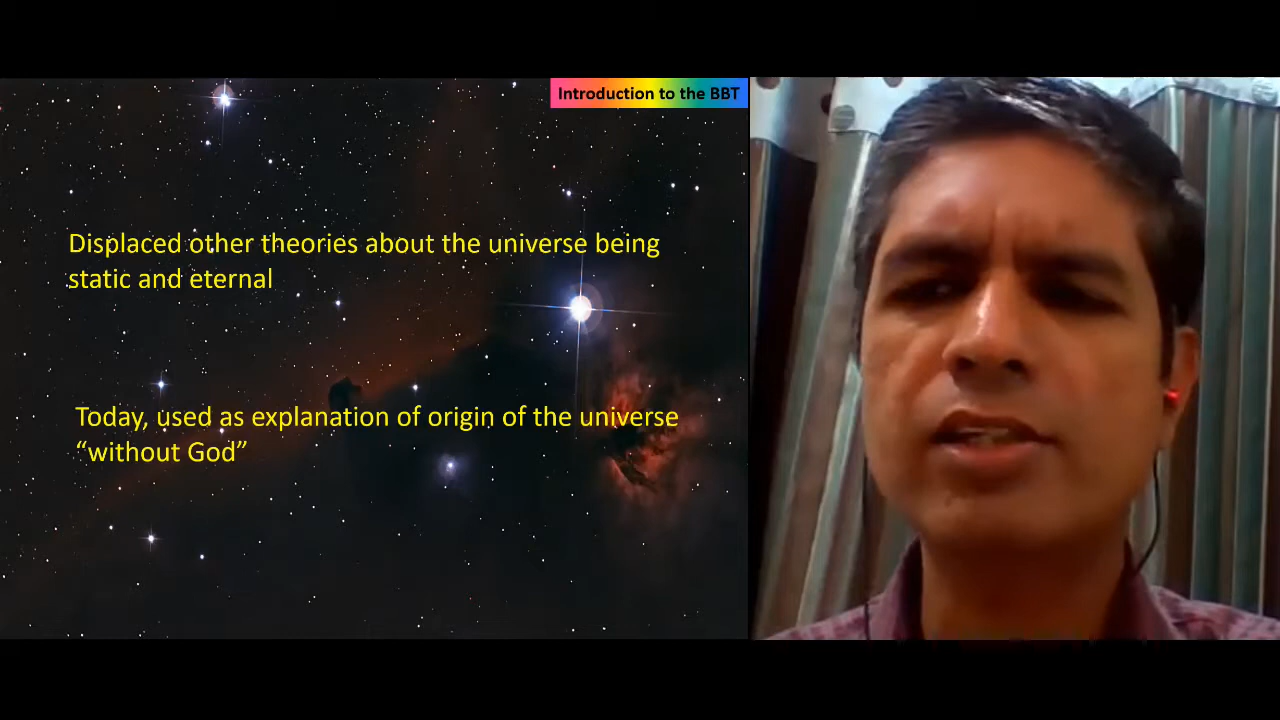 Introduction to the BBT
Displaced other theories about the universe being
static and eternal
Today, used as explanation of origin of the universe
“without God”